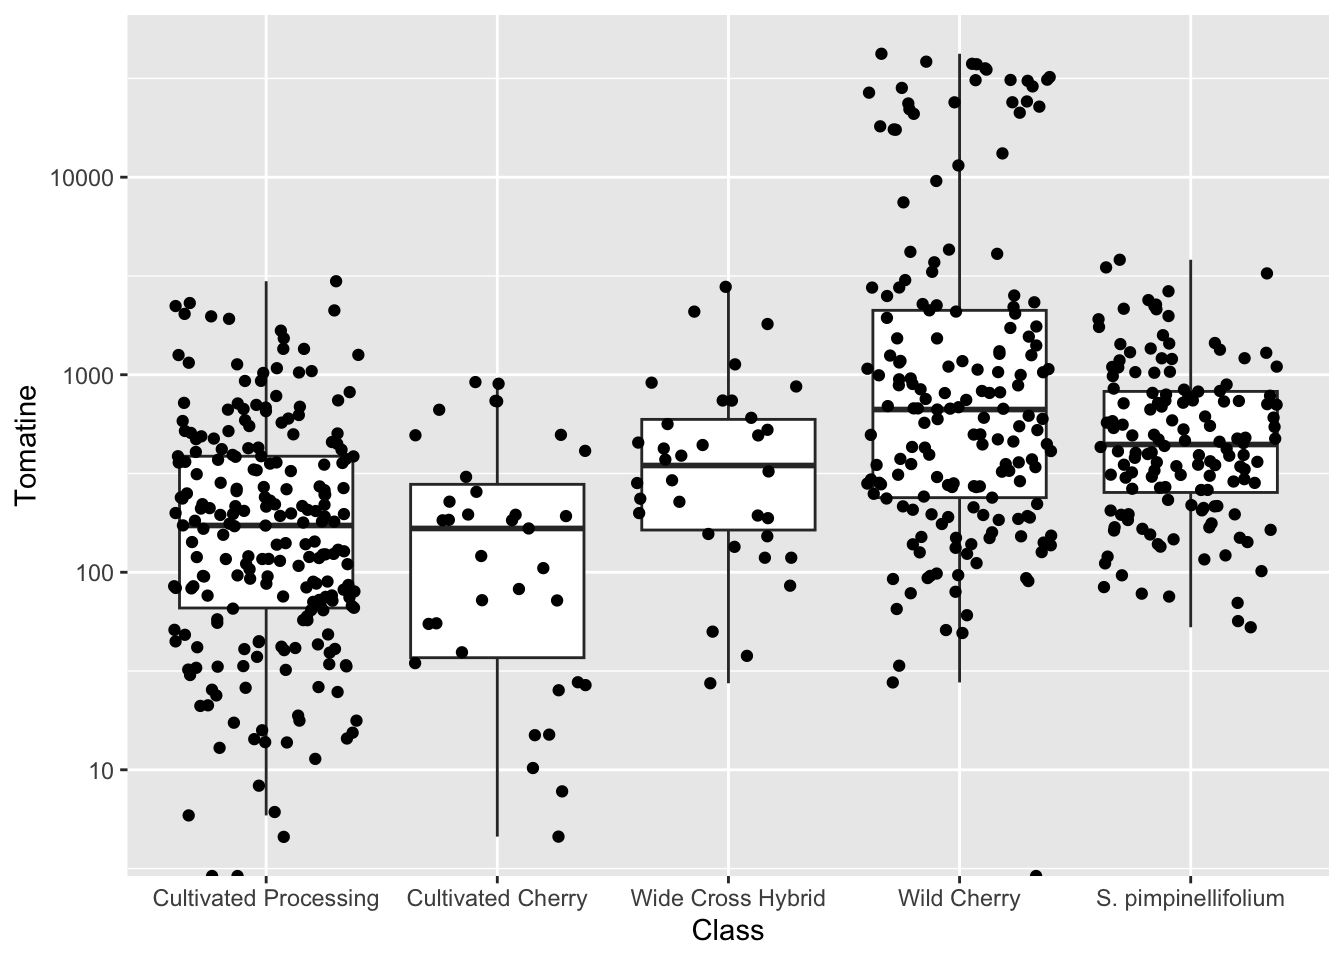 Tomatine
10000
1000
100
10
Cultivated Processing
Cultivated Cherry
Wide Cross Hybrid
Wild Cherry
S. pimpinellifolium
Class